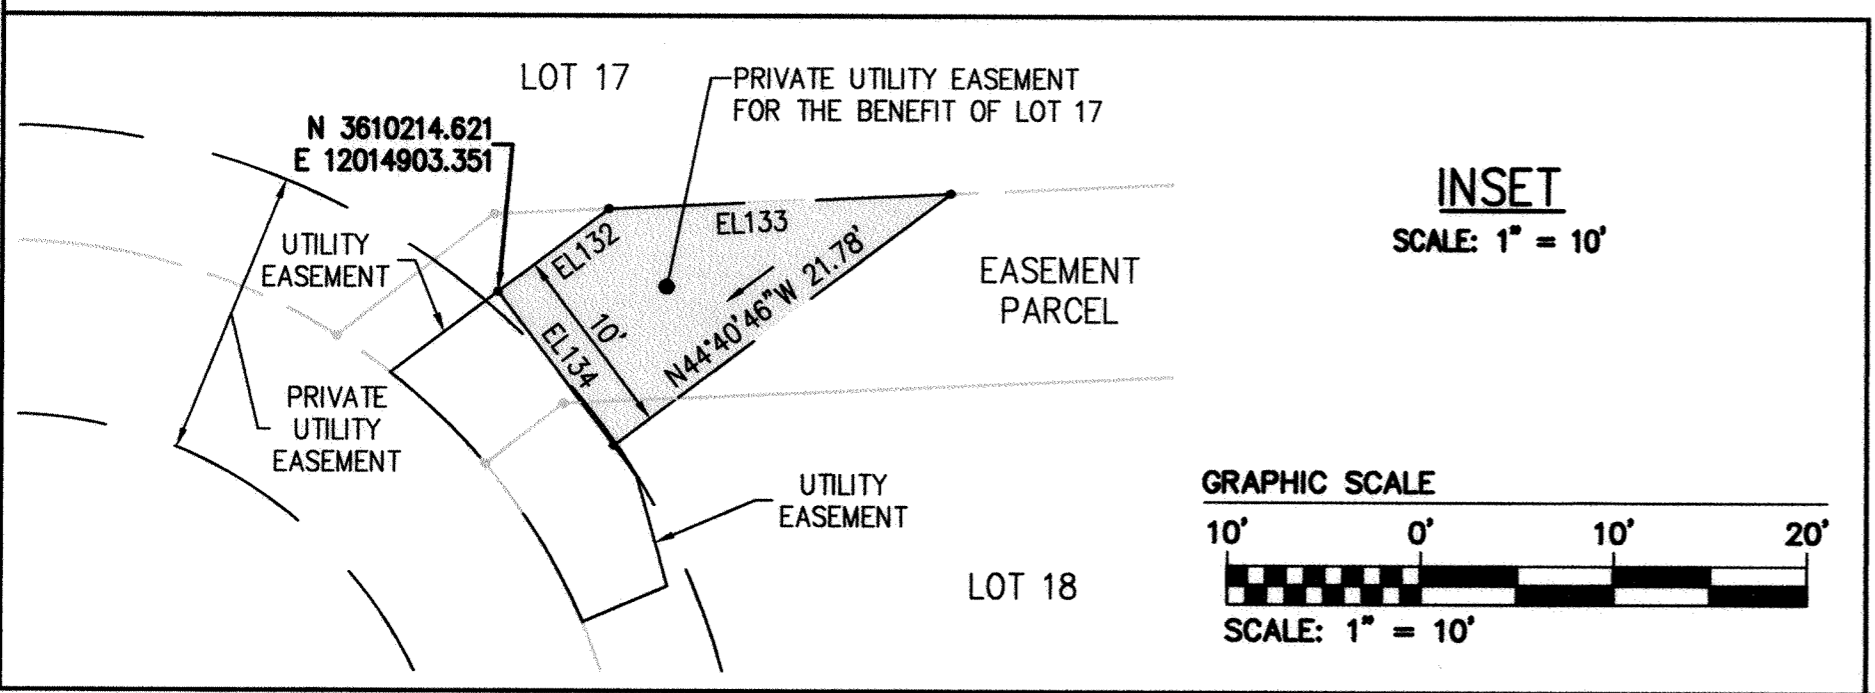 LOT 17
PRIVATE UTILITY EASEMENT
FOR THE BENEFIT OF LOT 17
N 3610214.621
E 12014903.351
INSET
SCALE: 1" = 10'
UTILITY
EASEMENT
EL132
EL133
EASEMENT
PARCEL
10'
EL134
N44°40'46"W 21.78'
PRIVATE
UTILITY
EASEMENT
UTILITY
EASEMENT
LOT 18
GRAPHIC SCALE
10' 0' 10' 20'
SCALE: 1" = 10'